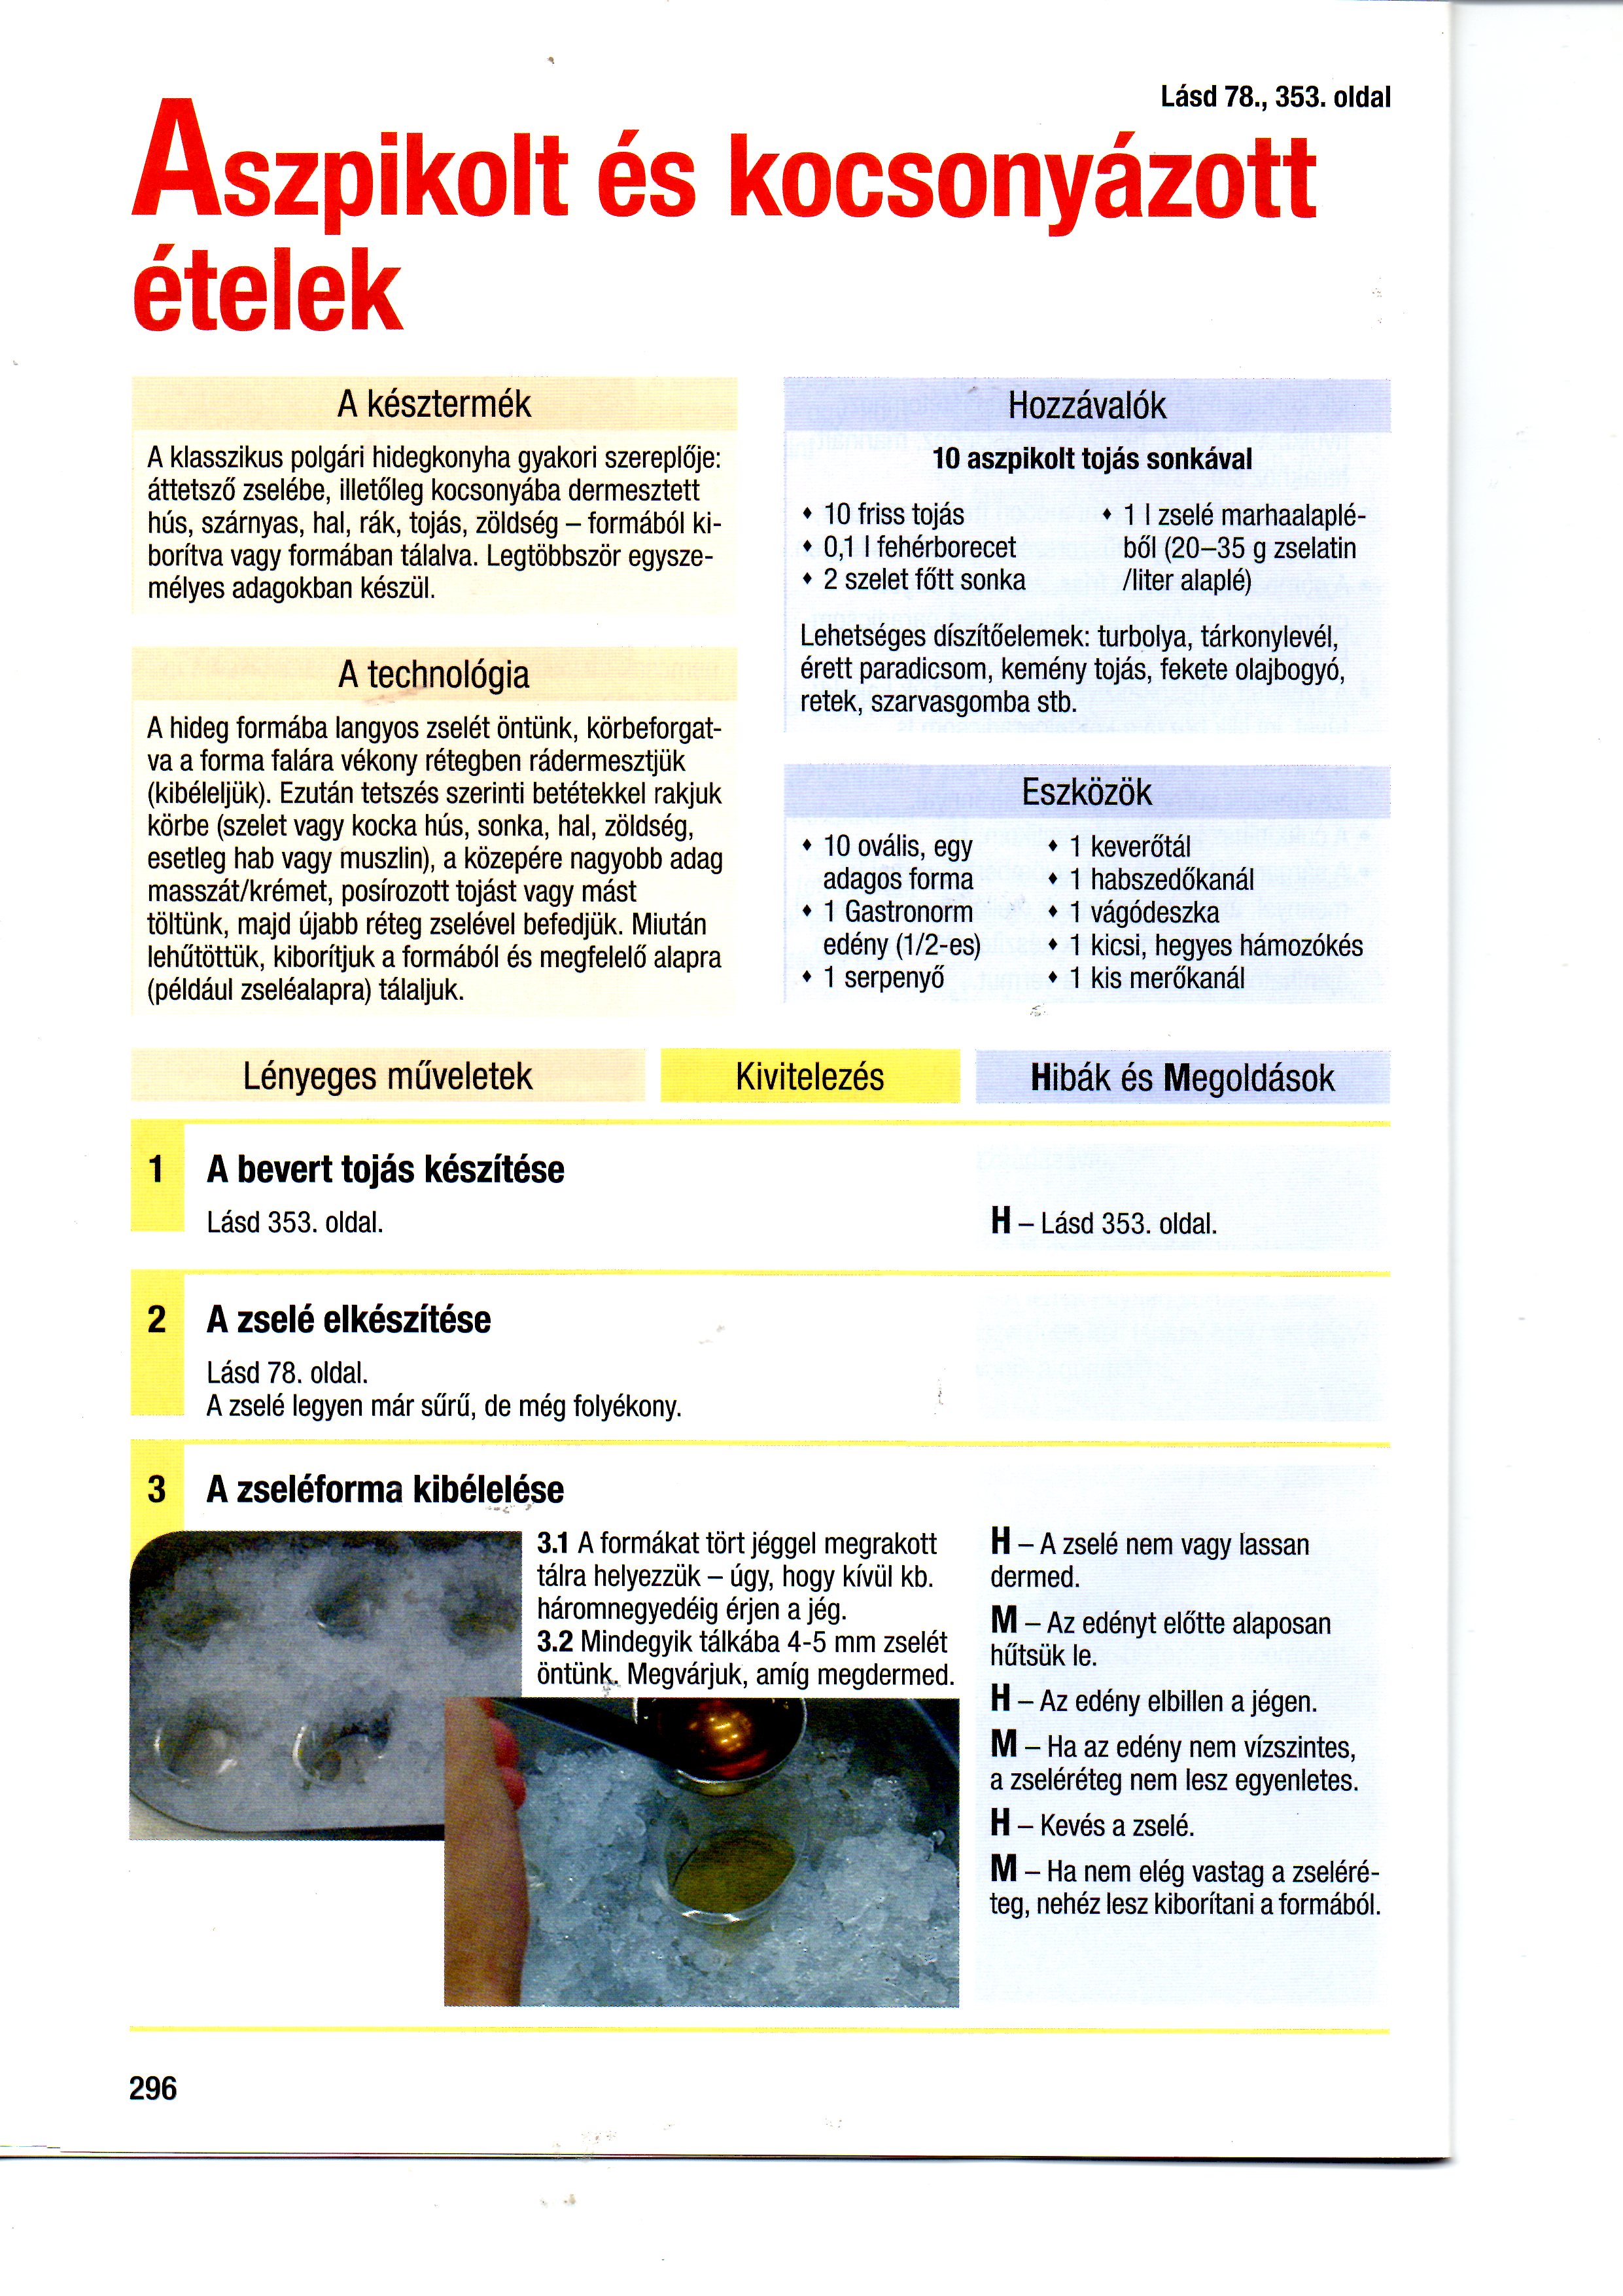 Lásd 78., 353. oldal
Aszpikolt és kocsonyázott
ételek
A késztermék
A klasszikus polgári hidegkonyha gyakori szereplője:
áttetsző zselébe, illetőleg kocsonyába dermesztett
hús, szárnyas, hal, rák, tojás, zöldség – formából ki-
borítva vagy formában tálalva. Legtöbbször egysze-
mélyes adagokban készül.
A technológia
A hideg formába langyos zselét öntünk, körbeforgat-
va a forma falára vékony rétegben rádermesztjük
(kibéleljük). Ezután tetszés szerinti betétekkel rakjuk
körbe (szelet vagy kocka hús, sonka, hal, zöldség,
esetleg hab vagy muszlin), a közepére nagyobb adag
masszát/krémet, posírozott tojást vagy mást
töltünk, majd újabb réteg zselével befedjük. Miután
lehűtöttük, kiborítjuk a formából és megfelelő alapra
(például zseléalapra) tálaljuk.
Hozzávalók
10 aszpikolt tojás sonkával
♦ 10 friss tojás
♦ 0,1 l fehérborecet
♦ 2 szelet főtt sonka
♦ 1 l zselé marhaalaplé-
ből (20–35 g zselatin
/liter alaplé)
Lehetséges díszítőelemek: turbolya, tárkonylevél,
érett paradicsom, kemény tojás, fekete olajbogyó,
retek, szarvasgomba stb.
Eszközök
♦ 10 ovális, egy
adagos forma
♦ 1 Gastronorm
edény (1/2-es)
♦ 1 serpenyő
♦ 1 keverőtál
♦ 1 habszedőkanál
♦ 1 vágódeszka
♦ 1 kicsi, hegyes hámozókés
♦ 1 kis merőkanál
Lényeges műveletek
Kivitelezés
Hibák és Megoldások
1 A bevert tojás készítése
Lásd 353. oldal.
H – Lásd 353. oldal.
2 A zselé elkészítése
Lásd 78. oldal.
A zselé legyen már sűrű, de még folyékony.
3 A zseléforma kibélelése
3.1 A formákat tört jéggel megrakott
tálra helyezzük – úgy, hogy kívül kb.
háromnegyedéig érjen a jég.
3.2 Mindegyik tálkába 4-5 mm zselét
öntünk. Megvárjuk, amíg megdermed.
H – A zselé nem vagy lassan
dermed.
M – Az edényt előtte alaposan
hűtsük le.
H – Az edény elbillen a jégen.
M – Ha az edény nem vízszintes,
a zseléréteg nem lesz egyenletes.
H – Kevés a zselé.
M – Ha nem elég vastag a zseléré-
teg, nehéz lesz kiborítani a formából.
296